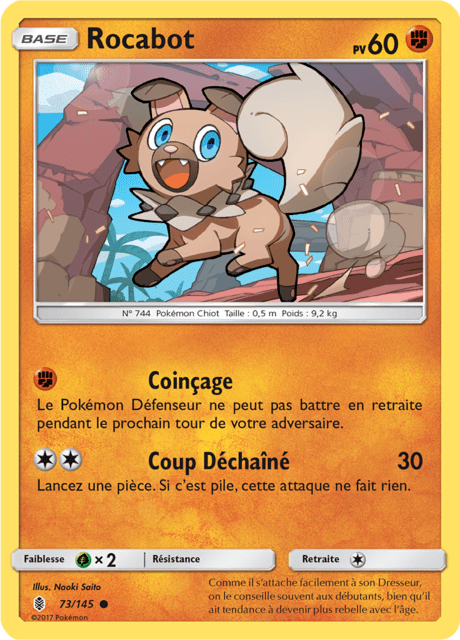 BASE Rocabot PV60
N° 744 Pokémon Chiot Taille : 0,5 m Poids : 9,2 kg
Coinçage
Le Pokémon Défenseur ne peut pas battre en retraite
pendant le prochain tour de votre adversaire.
Coup Déchaîné 30
Lancez une pièce. Si c'est pile, cette attaque ne fait rien.
Faiblesse ×2 Résistance Retraite
Illus. Naoki Saito
73/145
©2017 Pokémon
Comme il s'attache facilement à son Dresseur,
on le conseille souvent aux débutants, bien qu'il
ait tendance à devenir plus rebelle avec l'âge.